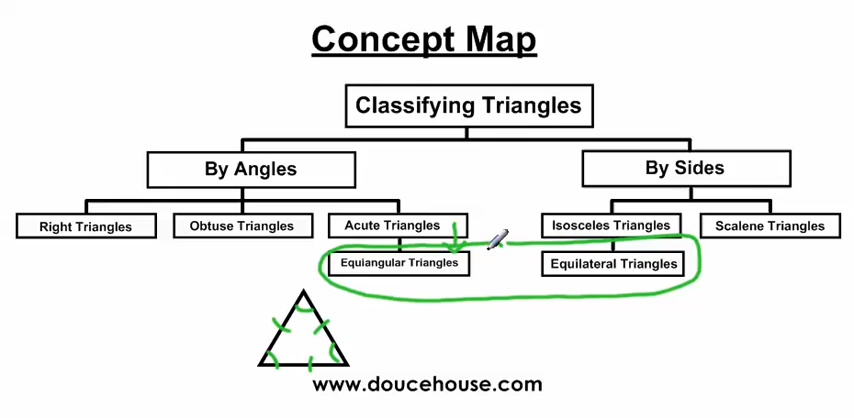 Concept Map
Classifying Triangles
By Angles
By Sides
Right Triangles
Obtuse Triangles
Acute Triangles
Isosceles Triangles
Scalene Triangles
Equiangular Triangles
Equilateral Triangles
www.doucehouse.com